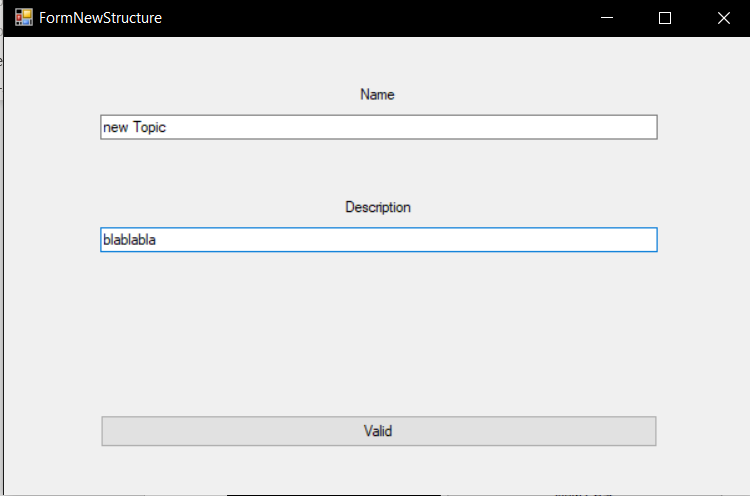 FormNewStructure
Name
new Topic
Description
blablabla
Valid